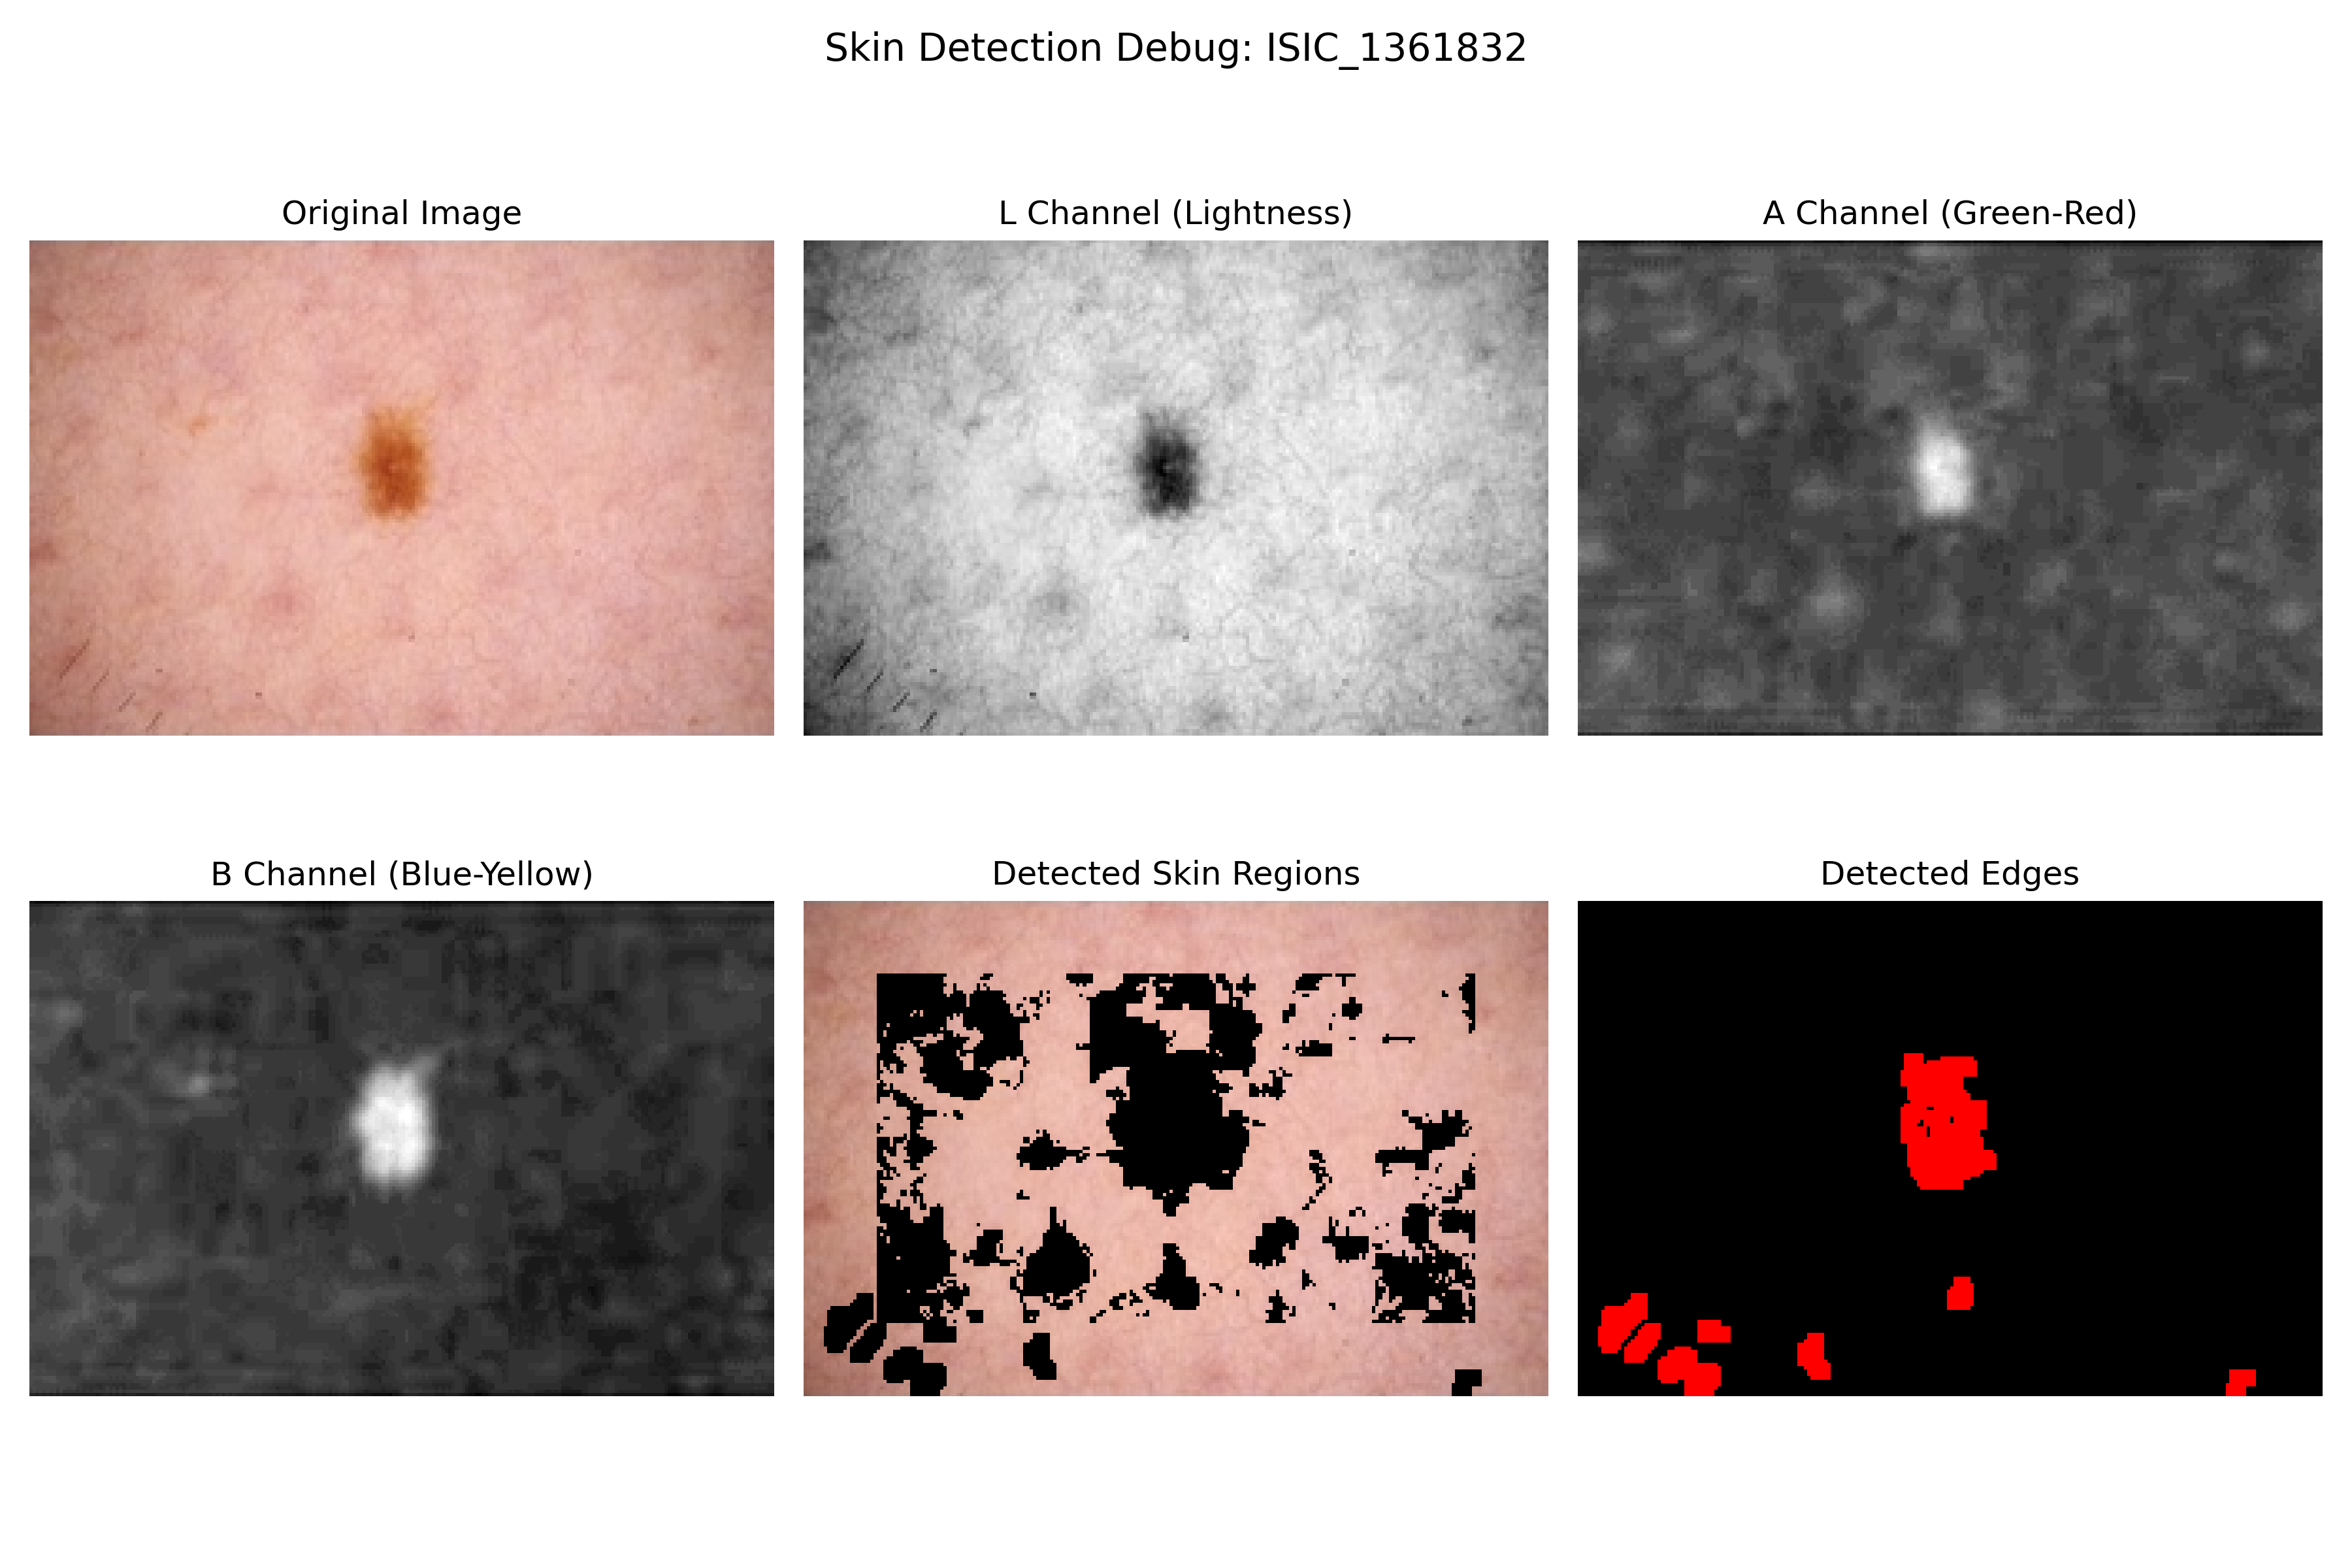 Skin Detection Debug: ISIC_1361832
Original Image
L Channel (Lightness)
A Channel (Green-Red)
B Channel (Blue-Yellow)
Detected Skin Regions
Detected Edges